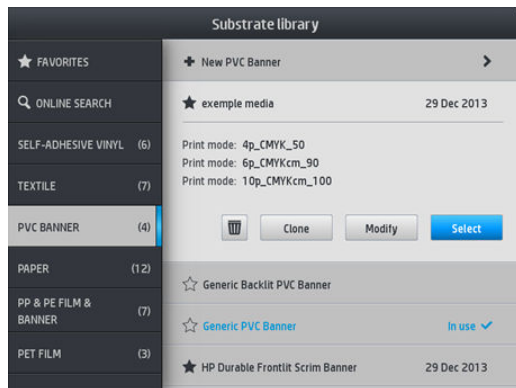 Substrate library
FAVORITES
ONLINE SEARCH
SELF-ADHESIVE VINYL (6)
TEXTILE (7)
PVC BANNER (4)
PAPER (12)
PP & PE FILM &
BANNER (7)
PET FILM (3)
New PVC Banner
exemple media 29 Dec 2013
Print mode: 4p_CMYK_50
Print mode: 6p_CMYKcm_90
Print mode: 10p_CMYKcm_100
Clone Modify Select
Generic Backlit PVC Banner
Generic PVC Banner In use
HP Durable Frontlit Scrim Banner 29 Dec 2013